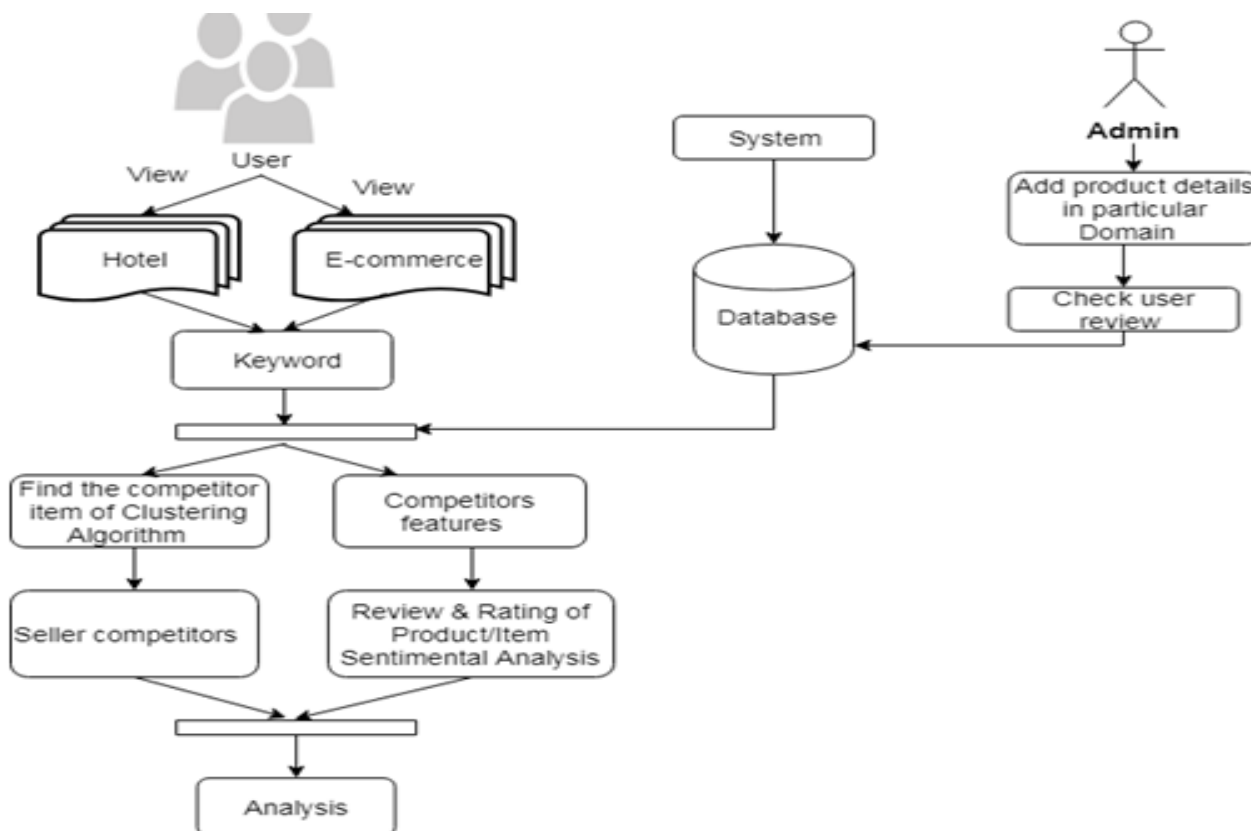 User
View
View
Hotel
E-commerce
Keyword
Find the competitor
item of Clustering
Algorithm
Competitors
features
Seller competitors
Review & Rating of
Product/Item
Sentimental Analysis
Analysis
System
Database
Admin
Add product details
in particular
Domain
Check user
review